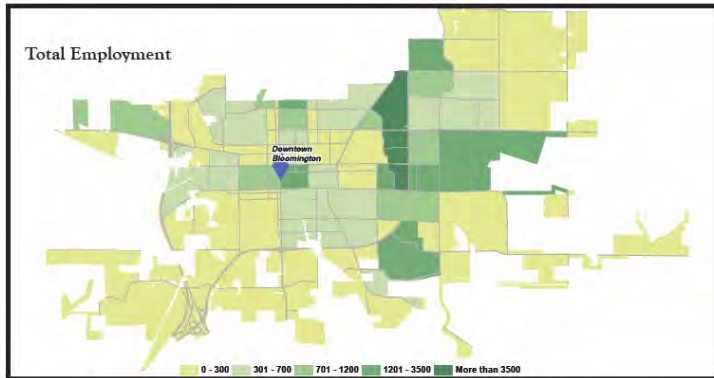 Total Employment
Downtown
Bloomington
0 - 300 301 - 700 701 - 1200 1201 - 3500 More than 3500